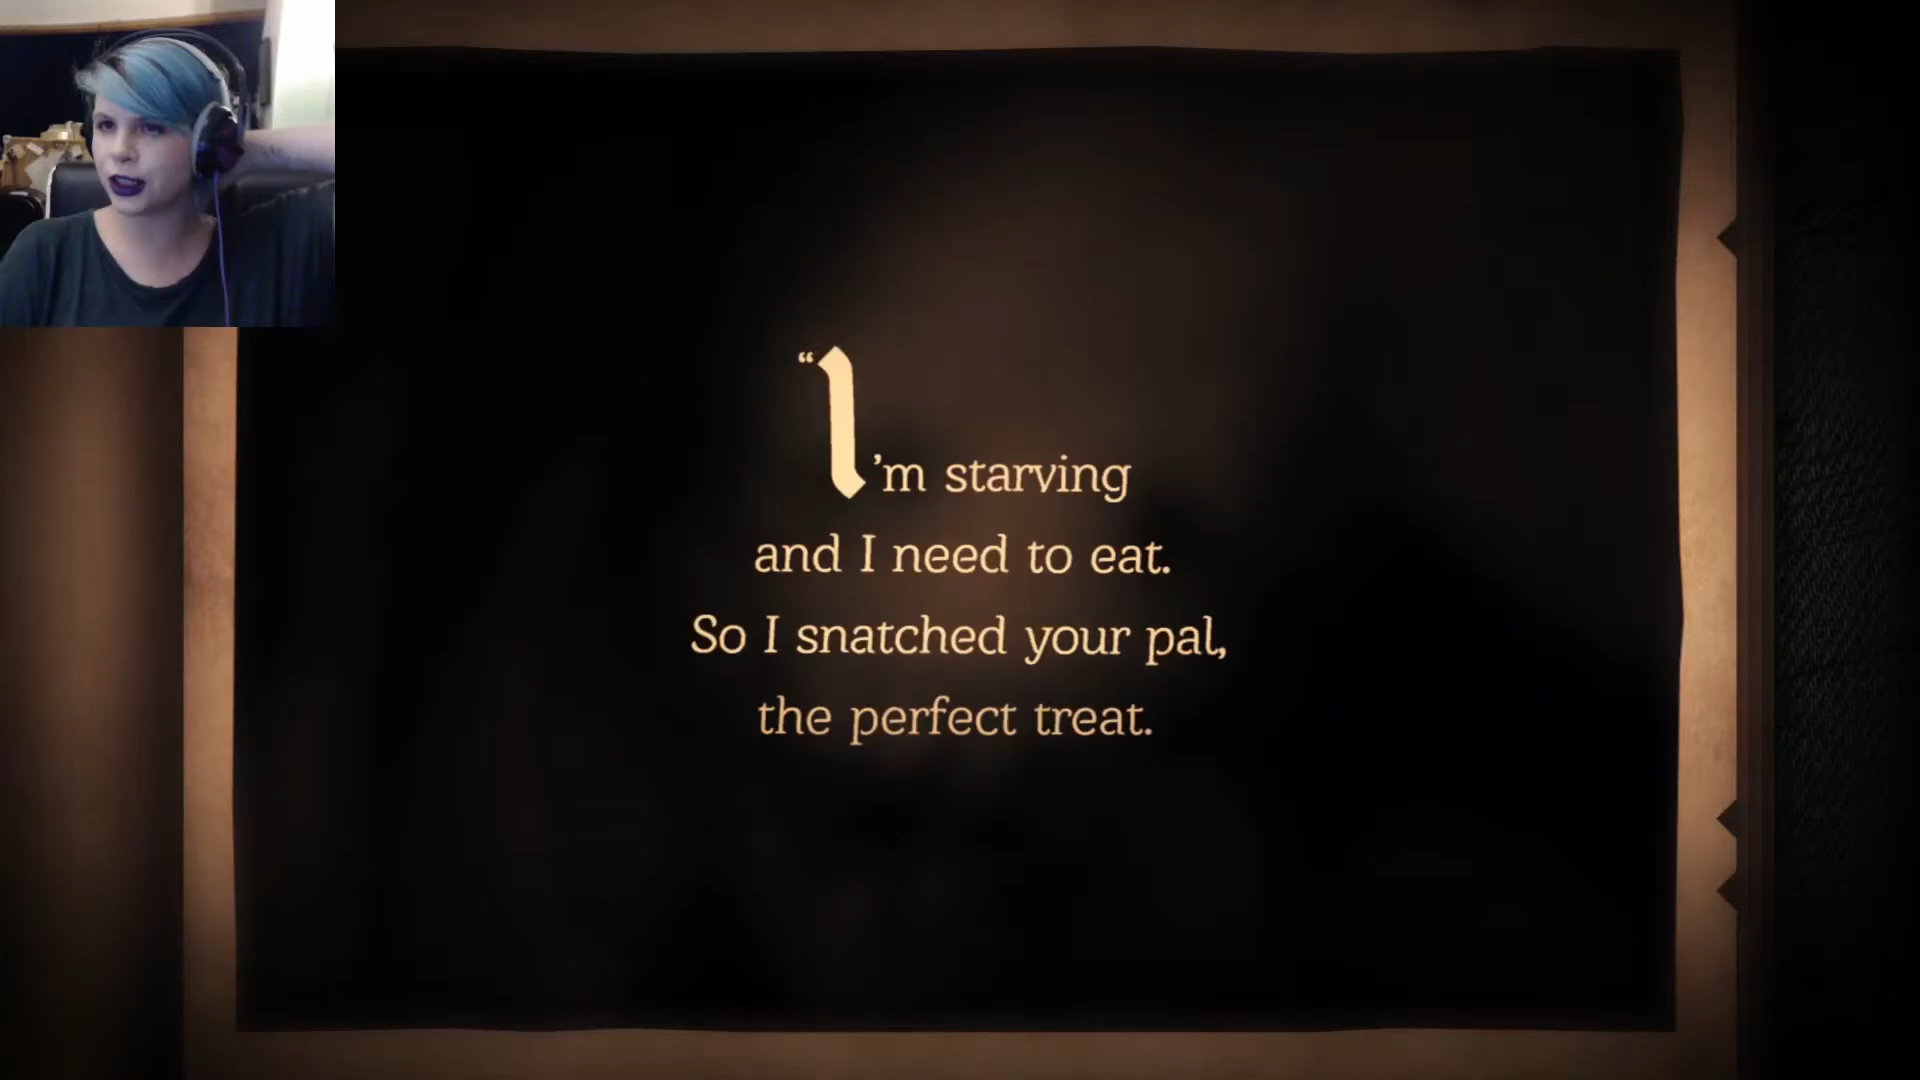 “I’m starving
and I need to eat.
So I snatched your pal,
the perfect treat.